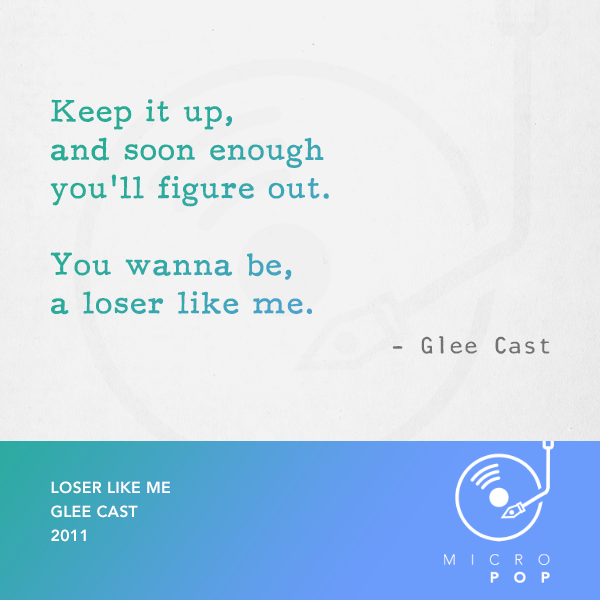 Keep it up,
and soon enough
you'll figure out.
You wanna be,
a loser like me.
- Glee Cast
LOSER LIKE ME
GLEE CAST
2011
MICRO
POP